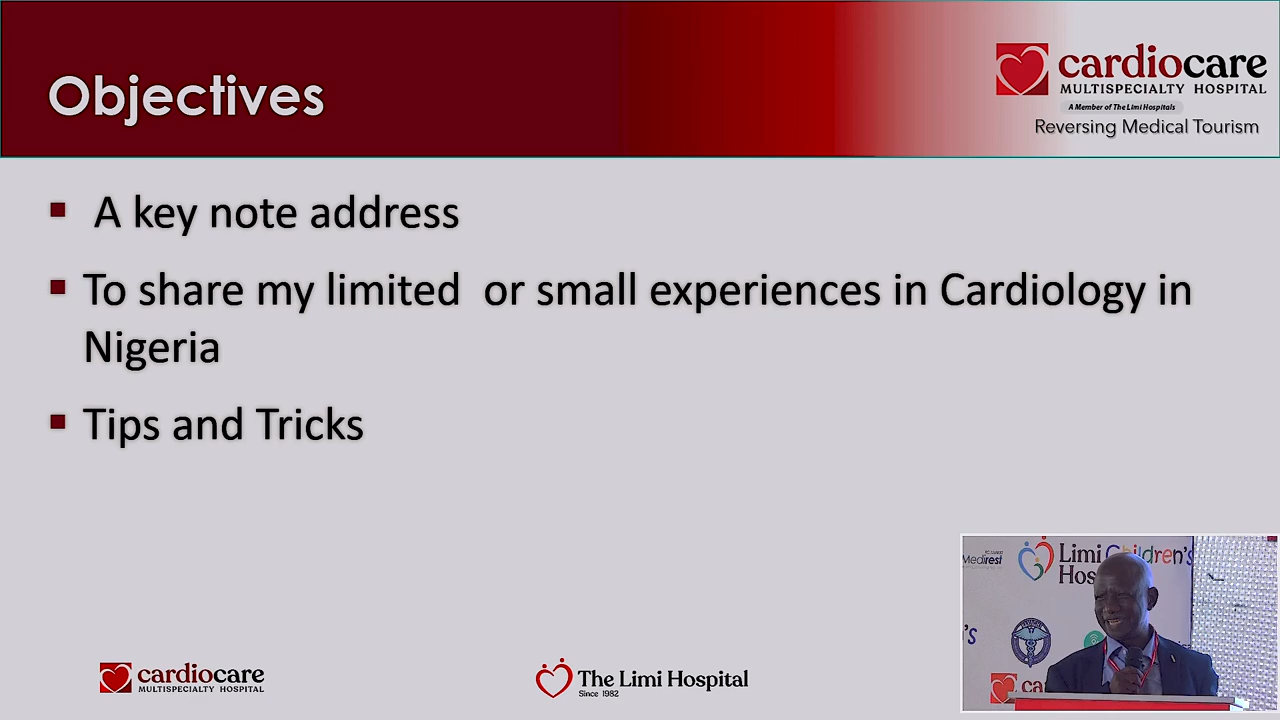 Objectives
cardiocare
MULTISPECIALTY HOSPITAL
A Member of The Limi Hospitals
Reversing Medical Tourism
A key note address
To share my limited or small experiences in Cardiology in
Nigeria
Tips and Tricks
cardiocare
MULTISPECIALTY HOSPITAL
The Limi Hospital
Since 1982
Medirest
Limi Children's
Hos
's
ca